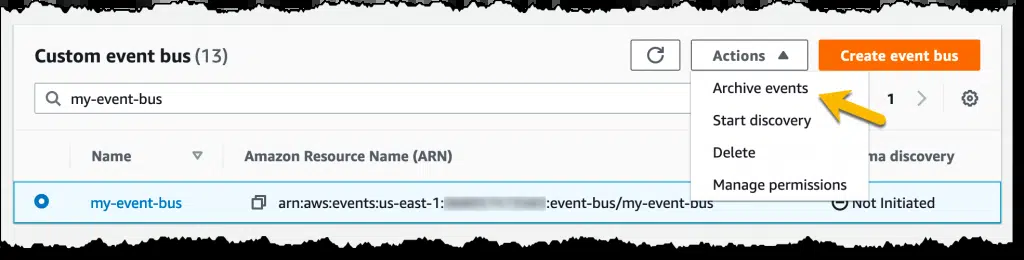 Custom event bus (13)
Actions
Create event bus
my-event-bus
1
Archive events
Start discovery
Delete
Manage permissions
Name
Amazon Resource Name (ARN)
discovery
my-event-bus
arn:aws:events:us-east-1: :event-bus/my-event-bus
Not Initiated